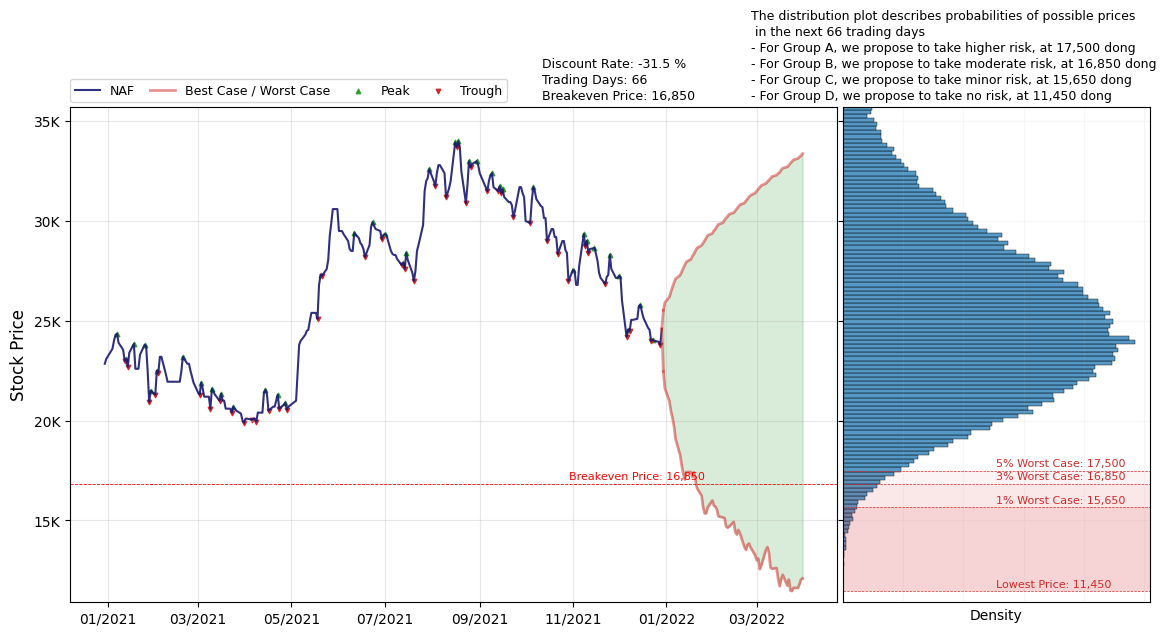 The distribution plot describes probabilities of possible prices
in the next 66 trading days
- For Group A, we propose to take higher risk, at 17,500 dong
- For Group B, we propose to take moderate risk, at 16,850 dong
- For Group C, we propose to take minor risk, at 15,650 dong
- For Group D, we propose to take no risk, at 11,450 dong
Discount Rate: -31.5 %
Trading Days: 66
Breakeven Price: 16,850
NAF Best Case / Worst Case Peak Trough
35K
30K
25K
20K
15K
Stock Price
Breakeven Price: 16,850
5% Worst Case: 17,500
3% Worst Case: 16,850
1% Worst Case: 15,650
Lowest Price: 11,450
01/2021 03/2021 05/2021 07/2021 09/2021 11/2021 01/2022 03/2022
Density